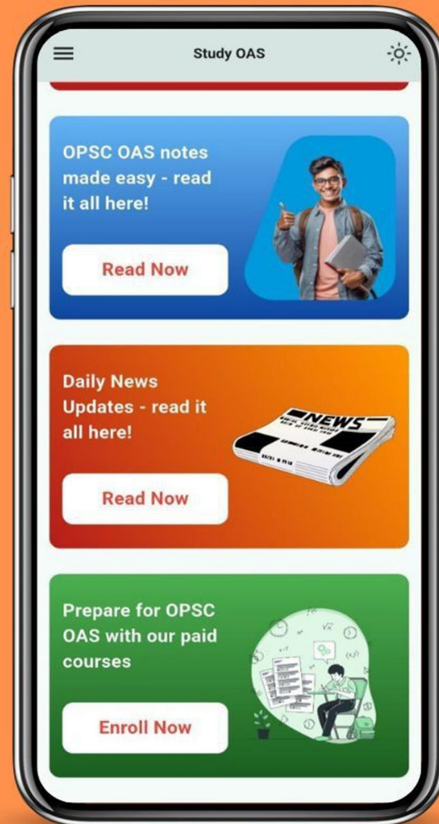 Study OAS
OPSC OAS notes
made easy - read
it all here!
Read Now
Daily News
Updates - read it
all here!
NEWS
Read Now
Prepare for OPSC
OAS with our paid
courses
Enroll Now